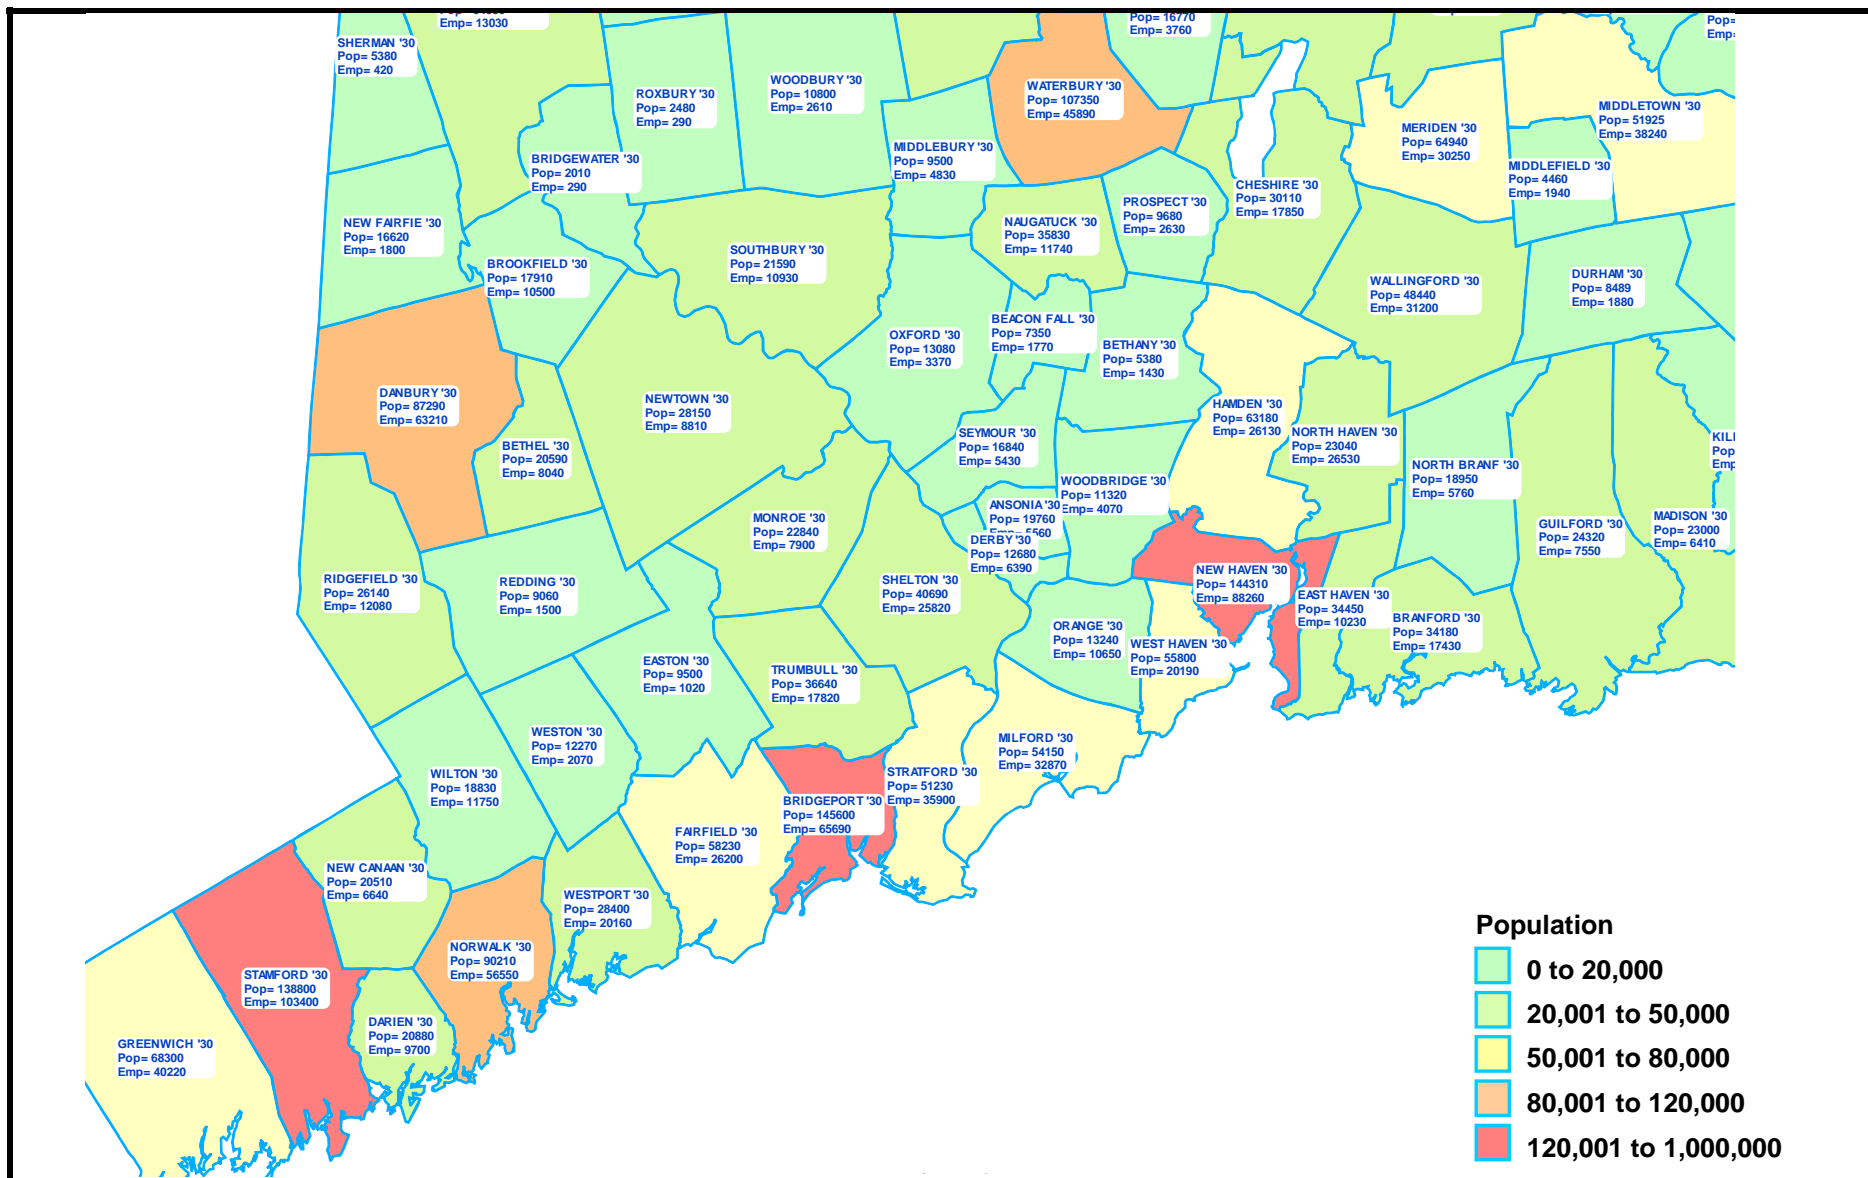 Emp= 13030
Pop= 16770
Emp= 3760
Pop=
Emp=
SHERMAN '30
Pop= 5380
Emp= 420
ROXBURY '30
Pop= 2480
Emp= 290
WOODBURY '30
Pop= 10800
Emp= 2610
WATERBURY '30
Pop= 107350
Emp= 45890
MERIDEN '30
Pop= 64940
Emp= 30250
MIDDLETOWN '30
Pop= 51925
Emp= 38240
BRIDGEWATER '30
Pop= 2010
Emp= 290
MIDDLEBURY '30
Pop= 9500
Emp= 4830
MIDDLEFIELD '30
Pop= 4460
Emp= 1940
CHESHIRE '30
Pop= 30110
Emp= 17850
PROSPECT '30
Pop= 9680
Emp= 2630
NEW FAIRFIE '30
Pop= 16620
Emp= 1800
NAUGATUCK '30
Pop= 35830
Emp= 11740
SOUTHBURY '30
Pop= 21590
Emp= 10930
BROOKFIELD '30
Pop= 17910
Emp= 10500
WALLINGFORD '30
Pop= 48440
Emp= 31200
DURHAM '30
Pop= 8489
Emp= 1880
OXFORD '30
Pop= 13080
Emp= 3370
BEACON FALL '30
Pop= 7350
Emp= 1770
BETHANY '30
Pop= 5380
Emp= 1430
DANBURY '30
Pop= 87290
Emp= 63210
NEWTOWN '30
Pop= 28150
Emp= 8810
HAMDEN '30
Pop= 63180
Emp= 26130
BETHEL '30
Pop= 20590
Emp= 8040
SEYMOUR '30
Pop= 16840
Emp= 5430
NORTH HAVEN '30
Pop= 23040
Emp= 26530
NORTH BRANF '30
Pop= 18950
Emp= 5760
KIL
Pop
Emp
WOODBRIDGE '30
Pop= 11320
Emp= 4070
ANSONIA '30
Pop= 19760
Emp= 5560
MONROE '30
Pop= 22840
Emp= 7900
GUILFORD '30
Pop= 24320
Emp= 7550
MADISON '30
Pop= 23000
Emp= 6410
DERBY '30
Pop= 12680
Emp= 6390
RIDGEFIELD '30
Pop= 26140
Emp= 12080
REDDING '30
Pop= 9060
Emp= 1500
SHELTON '30
Pop= 40690
Emp= 25820
NEW HAVEN '30
Pop= 144310
Emp= 88260
EAST HAVEN '30
Pop= 34450
Emp= 10230
BRANFORD '30
Pop= 34180
Emp= 17430
ORANGE '30
Pop= 13240
Emp= 10650
WEST HAVEN '30
Pop= 55800
Emp= 20190
EASTON '30
Pop= 9500
Emp= 1020
TRUMBULL '30
Pop= 36640
Emp= 17820
WESTON '30
Pop= 12270
Emp= 2070
MILFORD '30
Pop= 54150
Emp= 32870
WILTON '30
Pop= 18830
Emp= 11750
STRATFORD '30
Pop= 51230
Emp= 35900
BRIDGEPORT '30
Pop= 145600
Emp= 65690
FAIRFIELD '30
Pop= 58230
Emp= 26200
NEW CANAAN '30
Pop= 20510
Emp= 6640
WESTPORT '30
Pop= 28400
Emp= 20160
NORWALK '30
Pop= 90210
Emp= 56550
STAMFORD '30
Pop= 138800
Emp= 103400
DARIEN '30
Pop= 20880
Emp= 9700
GREENWICH '30
Pop= 68300
Emp= 40220
Population
0 to 20,000
20,001 to 50,000
50,001 to 80,000
80,001 to 120,000
120,001 to 1,000,000